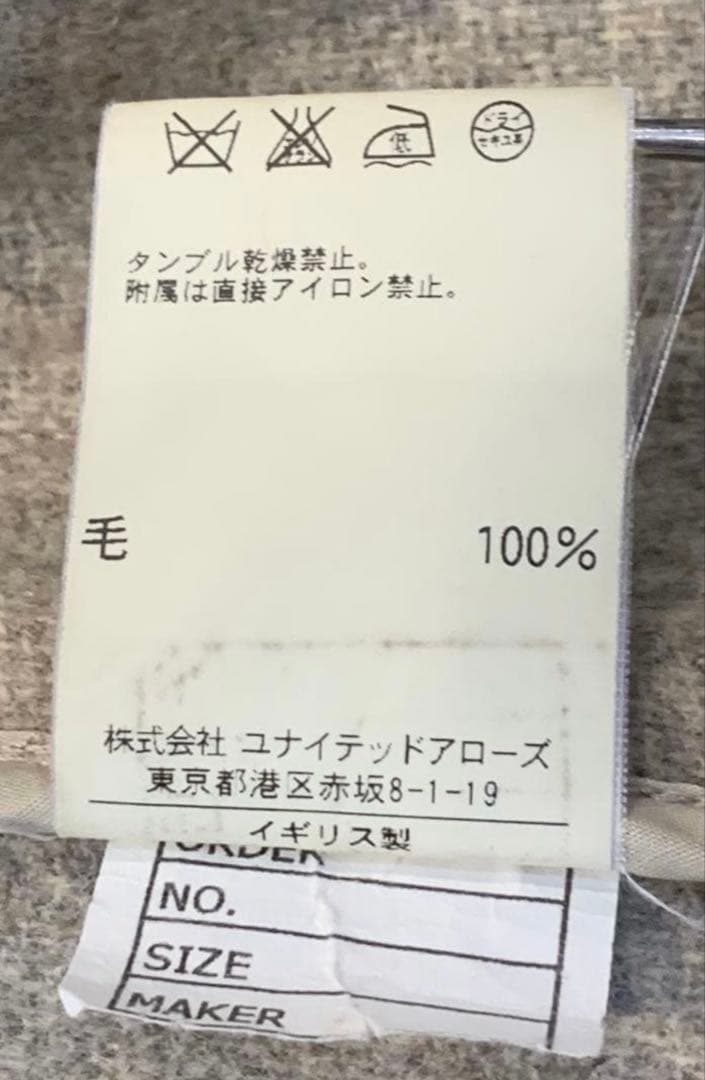 低
ドライ
セキユ系
タンブル乾燥禁止。
附属は直接アイロン禁止。
毛 100%
株式会社 ユナイテッドアローズ
東京都港区赤坂8-1-19
イギリス製
ORDER
NO.
SIZE
MAKER